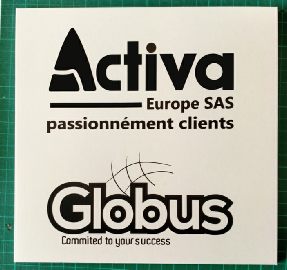 Activa
Europe SAS
passionnément clients
Globus
Commited to your success